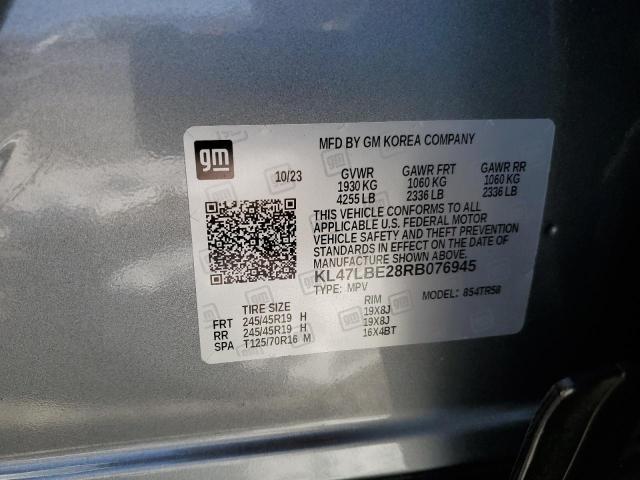 gm
MFD BY GM KOREA COMPANY
10/23 GVWR GAWR FRT GAWR RR
1930 KG 1060 KG 1060 KG
4255 LB 2336 LB 2336 LB
THIS VEHICLE CONFORMS TO ALL
APPLICABLE U.S. FEDERAL MOTOR
VEHICLE SAFETY, BUMPER, AND THEFT PREVENTION
STANDARDS IN EFFECT ON THE DATE OF
MANUFACTURE SHOWN ABOVE.
KL47LBE28RB076945
TYPE: MPV MODEL: 854TR58
TIRE SIZE RIM
FRT 245/45R19 H 19X8J
RR 245/45R19 H 19X8J
SPA T125/70R16 M 16X4BT